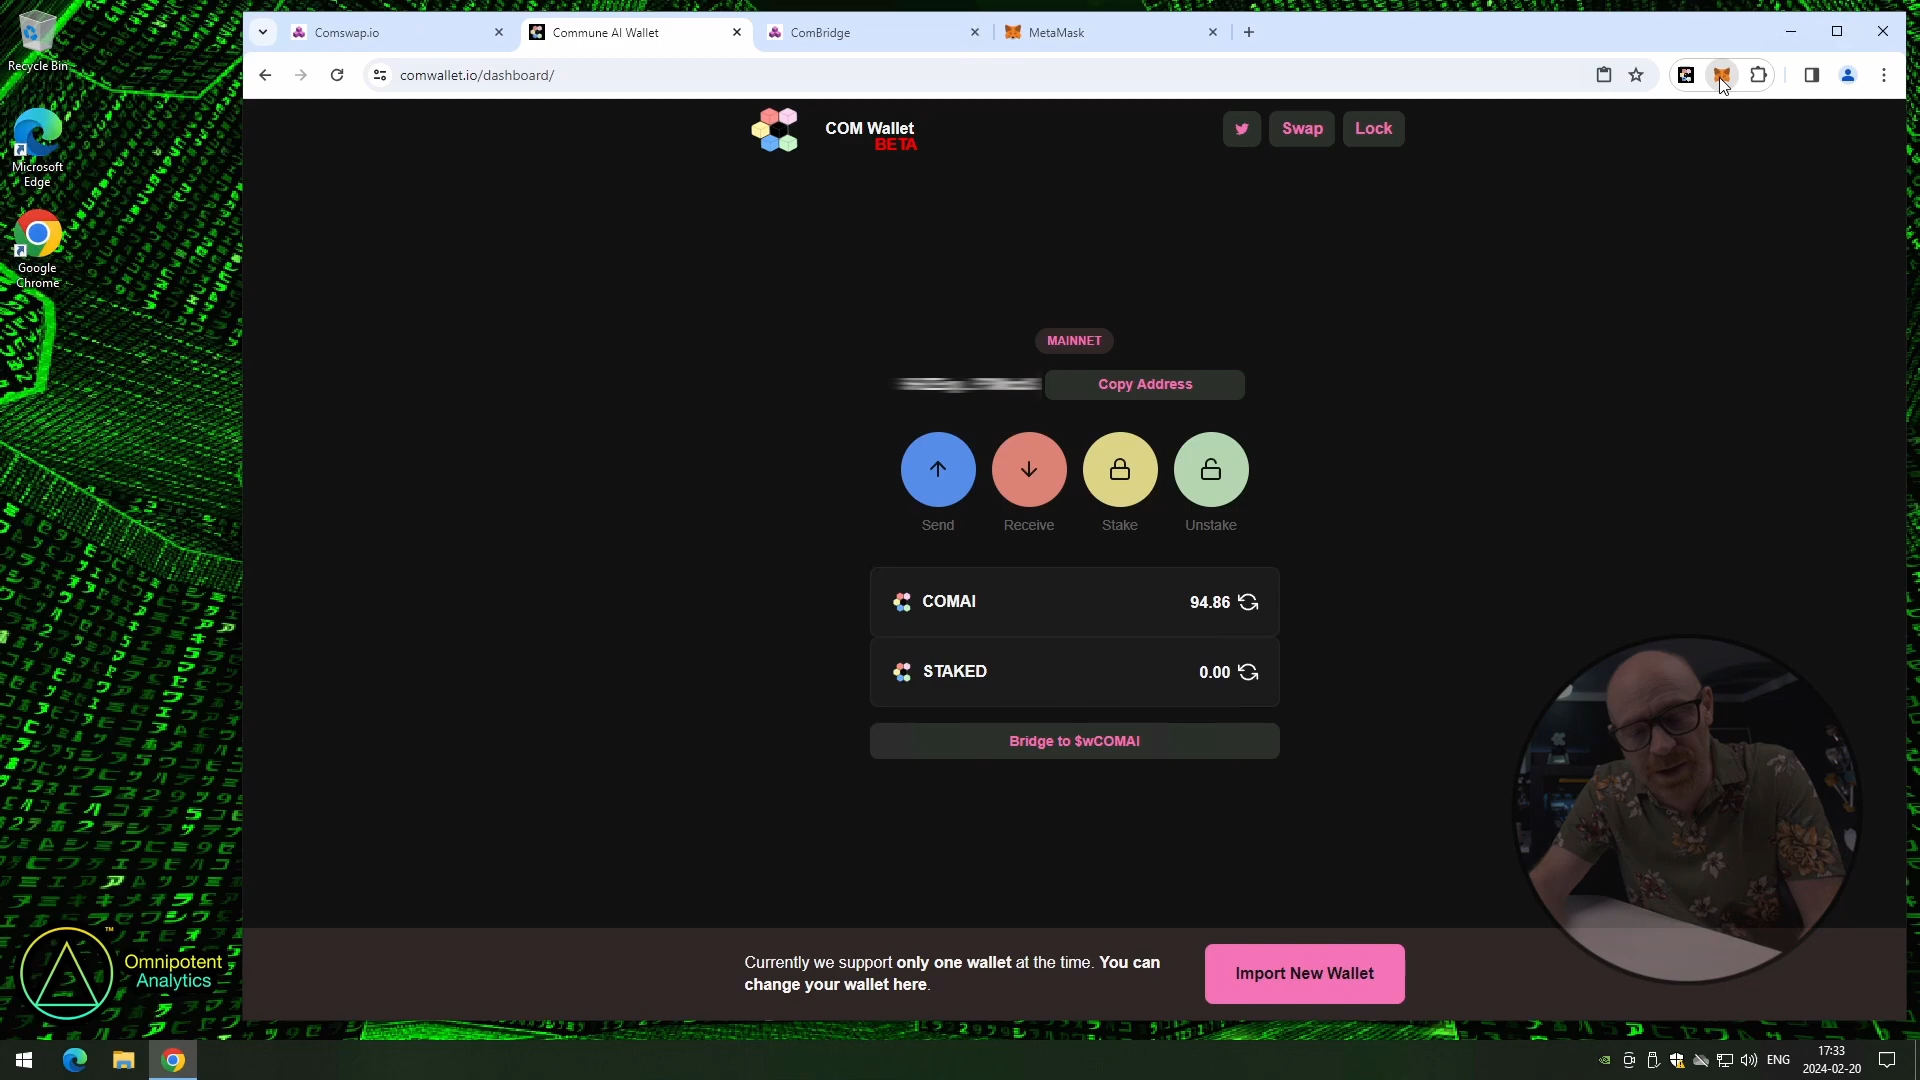 Recycle Bin
Microsoft
Edge
Google
Chrome
Comswap.io
Commune AI Wallet
ComBridge
MetaMask
comwallet.io/dashboard/
COM Wallet
BETA
Swap
Lock
MAINNET
Copy Address
Send
Receive
Stake
Unstake
COMAI
94.86
STAKED
0.00
Bridge to $wCOMAI
Currently we support only one wallet at the time. You can
change your wallet here.
Import New Wallet
TM
Omnipotent
Analytics
ENG
17:33
2024-02-20